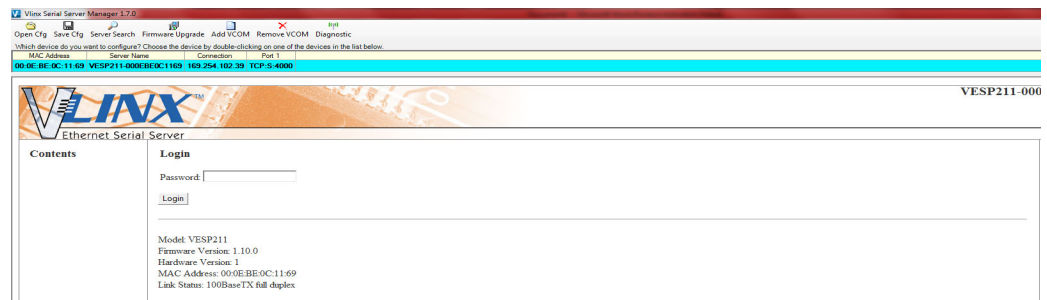 Vlinx Serial Server Manager 1.7.0
Open Cfg Save Cfg Server Search Firmware Upgrade Add VCOM Remove VCOM Diagnostic
Which device do you want to configure? Choose the device by double-clicking on one of the devices in the list below.
MAC Address Server Name Connection Port 1
00:0E:BE:0C:11:69 VESP211-000EBE0C1169 169.254.102.39 TCP:S:4000
VESP211-000
VLINX TM
Ethernet Serial Server
Contents
Login
Password:
Login
Model: VESP211
Firmware Version: 1.10.0
Hardware Version: 1
MAC Address: 00:0E:BE:0C:11:69
Link Status: 100BaseTX full duplex